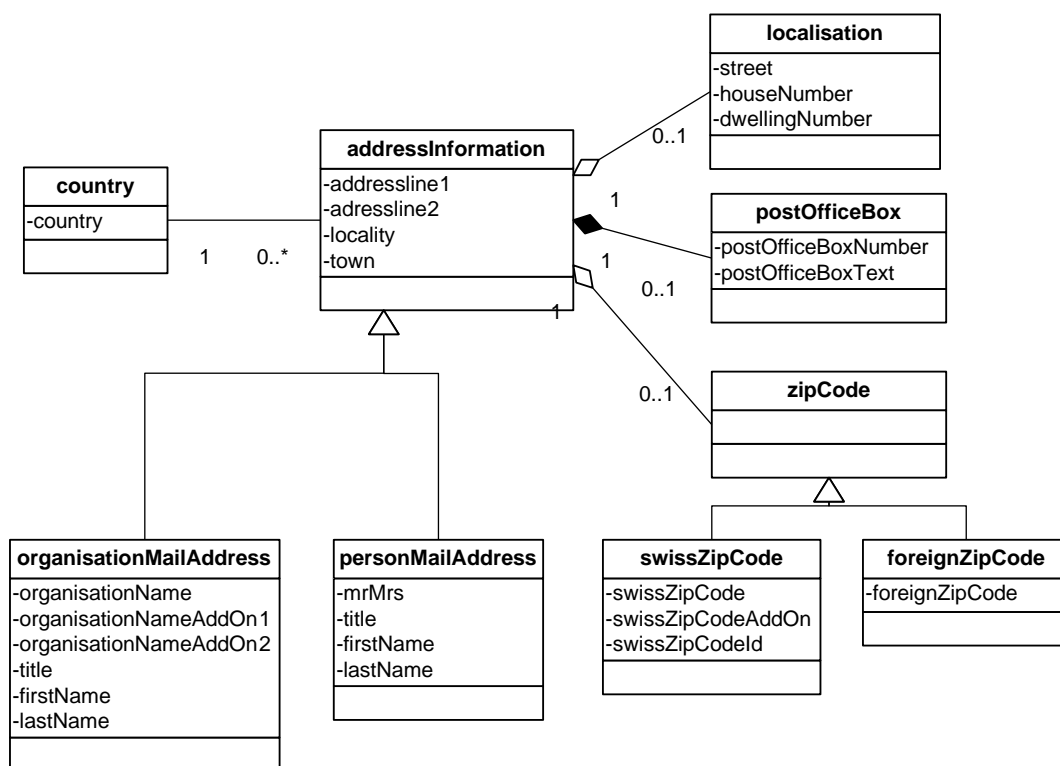 localisation
-street
-houseNumber
-dwellingNumber
0..1
addressInformation
-addressline1
-adressline2
-locality
-town
country
-country
1
0..*
1
postOfficeBox
-postOfficeBoxNumber
-postOfficeBoxText
1
0..1
1
zipCode
0..1
organisationMailAddress
-organisationName
-organisationNameAddOn1
-organisationNameAddOn2
-title
-firstName
-lastName
personMailAddress
-mrMrs
-title
-firstName
-lastName
swissZipCode
-swissZipCode
-swissZipCodeAddOn
-swissZipCodeId
foreignZipCode
-foreignZipCode